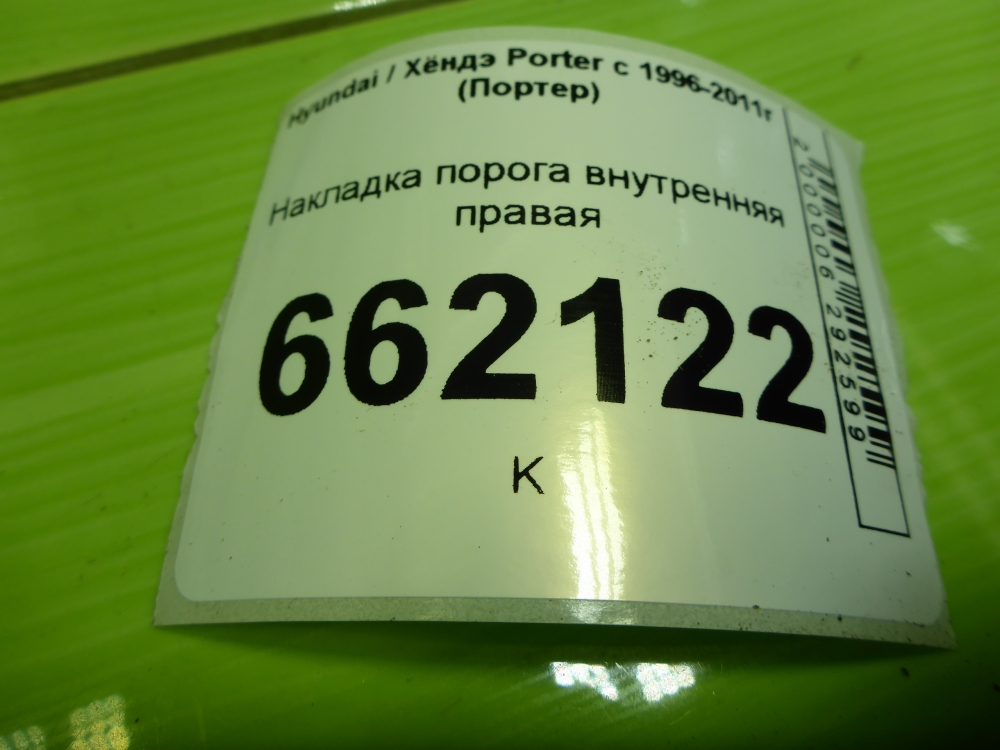 Hyundai / Хёндэ Porter с 1996-2011г
(Портер)
Накладка порога внутренняя
правая
662122
К
2000006292599